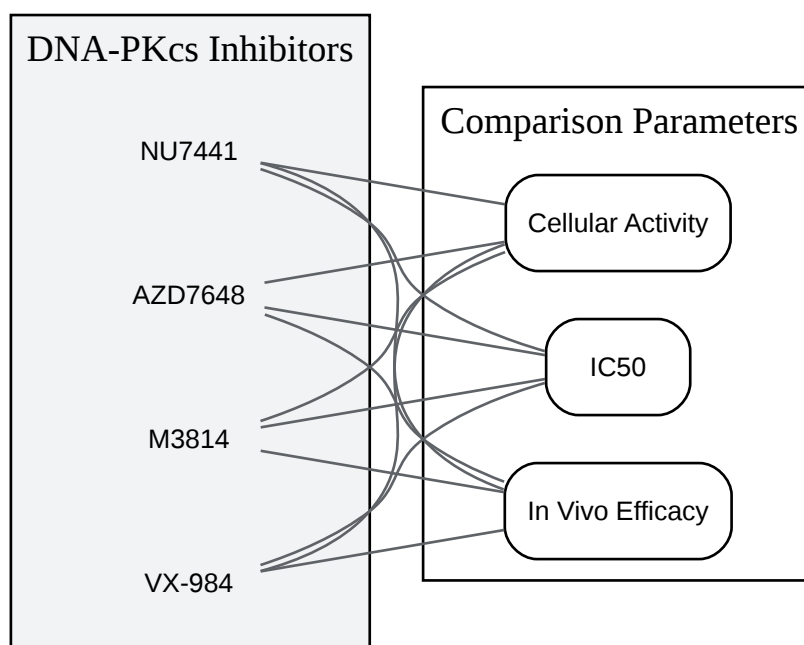 DNA-PKcs Inhibitors
NU7441
AZD7648
M3814
VX-984
Comparison Parameters
Cellular Activity
IC50
In Vivo Efficacy